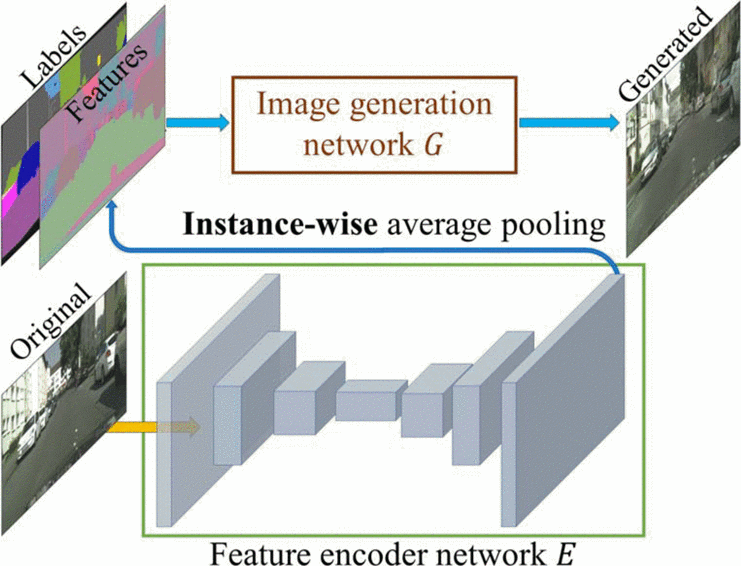 Labels
Features
Image generation
network G
Generated
Instance-wise average pooling
Original
Feature encoder network E